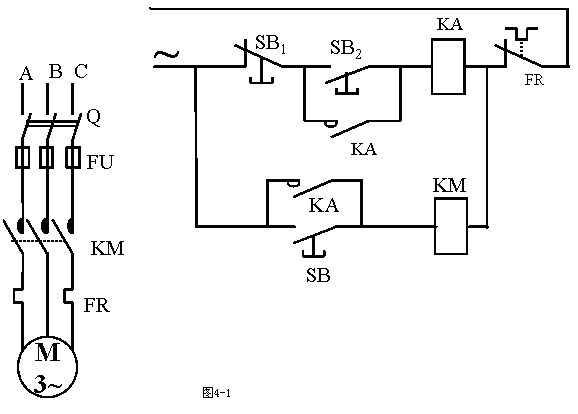 A B C
Q
FU
KM
FR
M
3~
~
SB1
SB2
KA
FR
KA
KA
KM
SB
图4-1